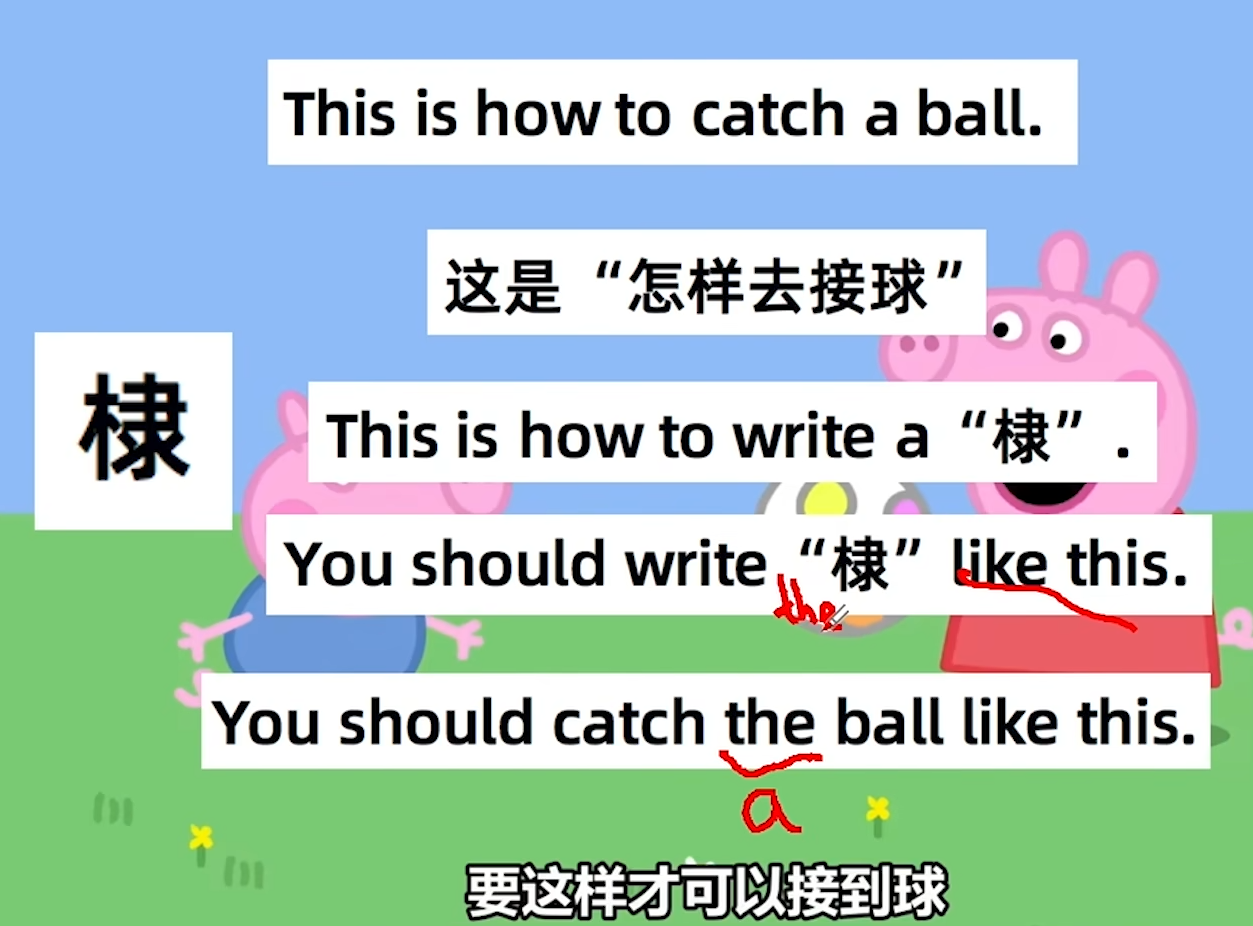 This is how to catch a ball.
这是“怎样去接球”
棣
This is how to write a “棣”.
You should write “棣” like this.
the
You should catch the ball like this.
a
要这样才可以接到球